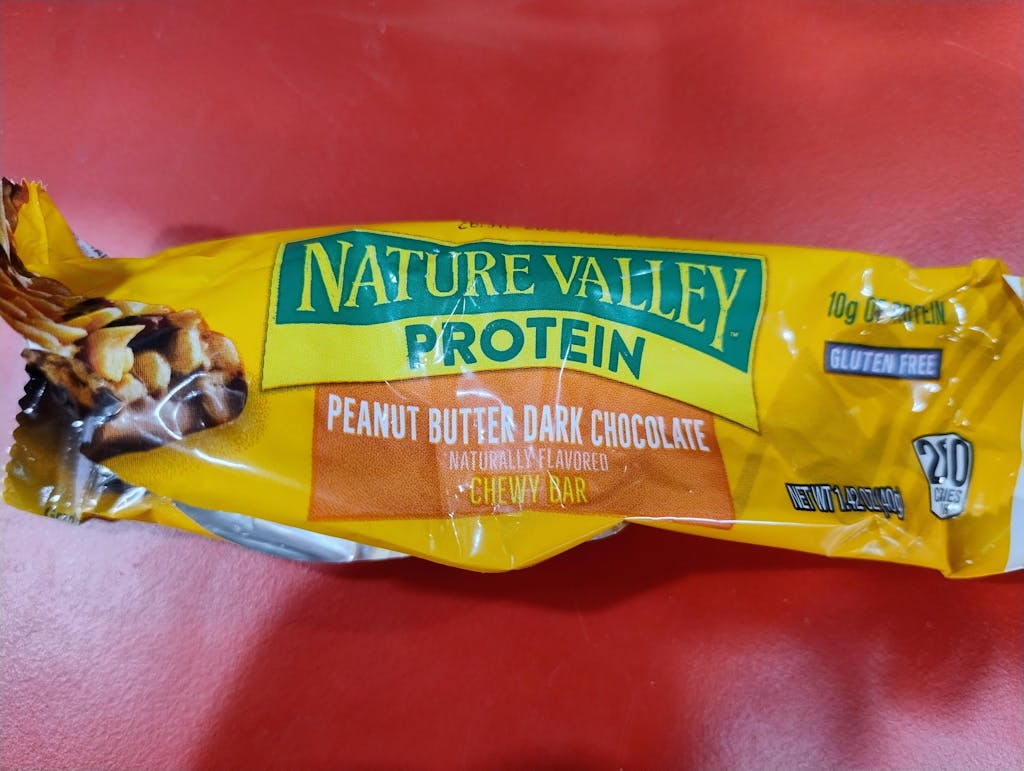 NATURE VALLEY
PROTEIN
PEANUT BUTTER DARK CHOCOLATE
NATURALLY FLAVORED
CHEWY BAR
10g OF PROTEIN
GLUTEN FREE
NET WT 1.42 OZ (40g)